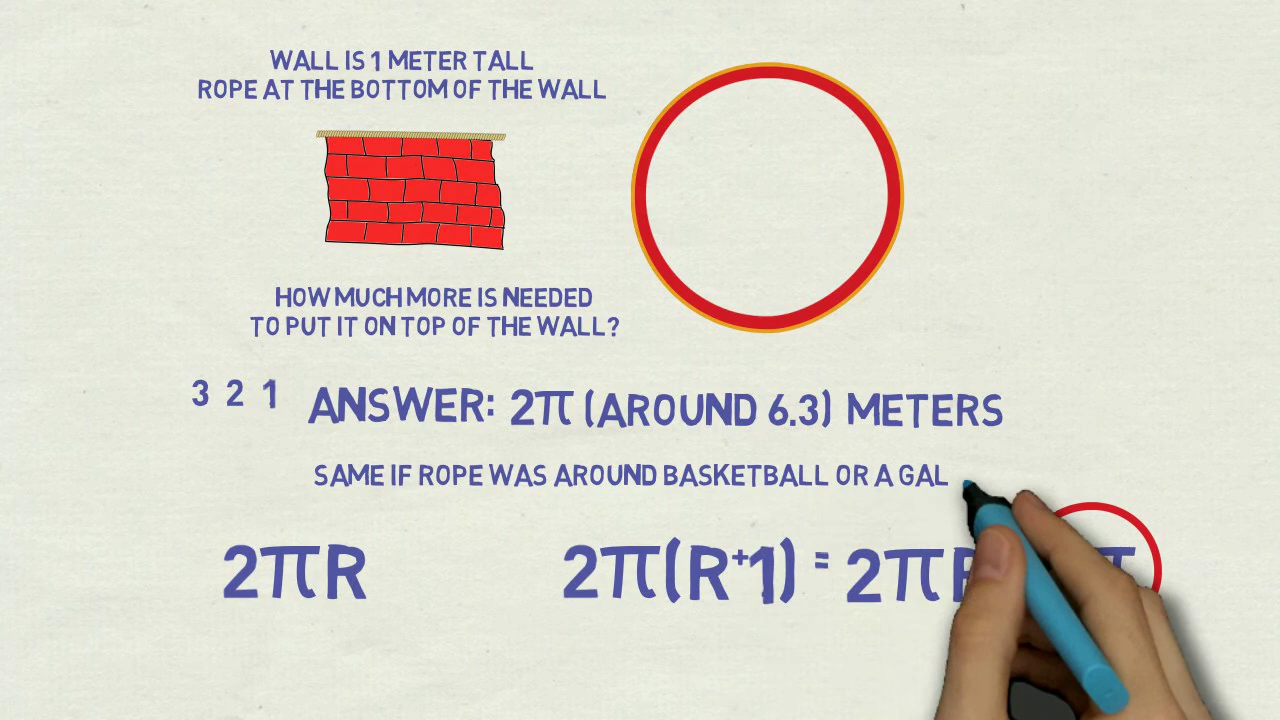 WALL IS 1 METER TALL
ROPE AT THE BOTTOM OF THE WALL
HOW MUCH MORE IS NEEDED
TO PUT IT ON TOP OF THE WALL?
3 2 1 ANSWER: 2π (AROUND 6.3) METERS
SAME IF ROPE WAS AROUND BASKETBALL OR A GAL
2πR 2π(R+1) = 2π